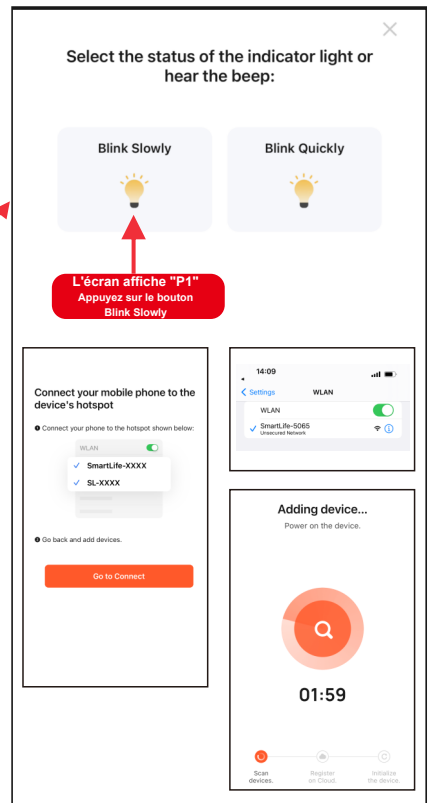 Select the status of the indicator light or
hear the beep:
Blink Slowly
Blink Quickly
L'écran affiche "P1"
Appuyez sur le bouton
Blink Slowly
Connect your mobile phone to the
device's hotspot
❶ Connect your phone to the hotspot shown below:
WLAN
SmartLife-XXXX
SL-XXXX
❷ Go back and add devices.
Go to Connect
14:09
Settings
WLAN
WLAN
SmartLife-5065
Unsecured Network
Adding device...
Power on the device.
01:59
Scan
devices.
Register
on Cloud.
Initialize
the device.